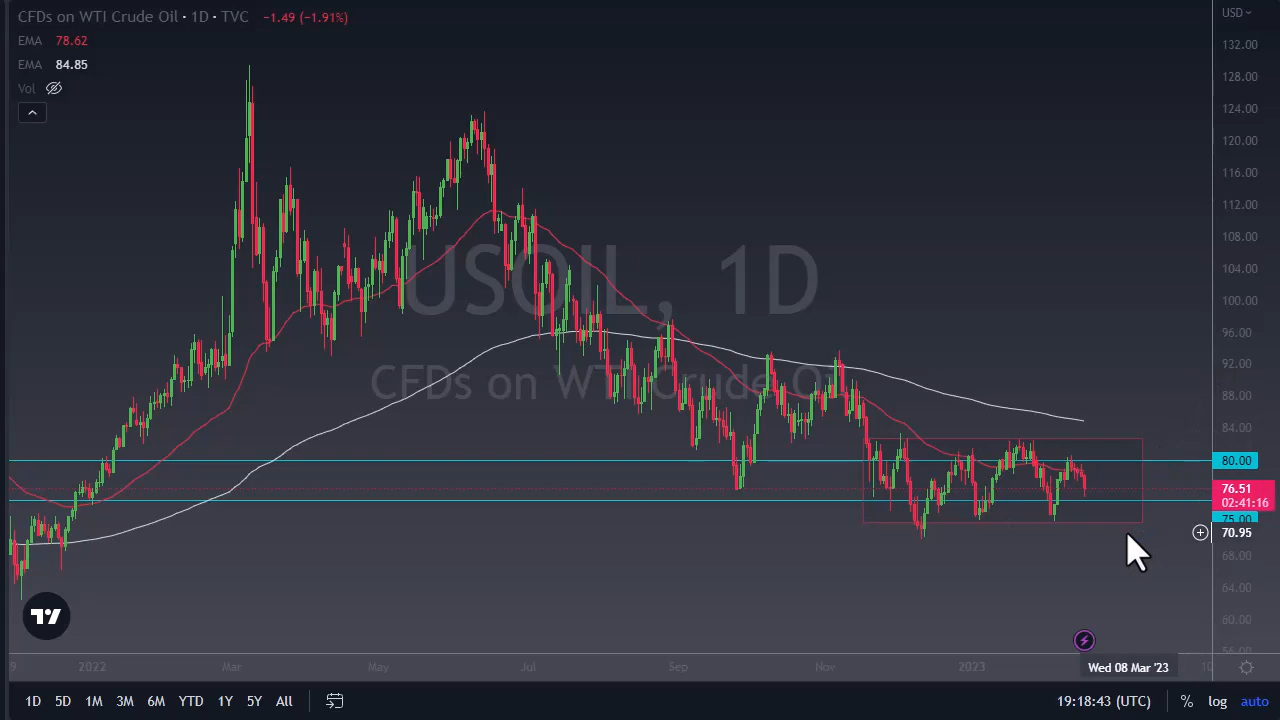 CFDs on WTI Crude Oil · 1D · TVC −1.49 (−1.91%)
USD
EMA 78.62
EMA 84.85
Vol
132.00
128.00
124.00
120.00
116.00
112.00
108.00
104.00
100.00
96.00
92.00
88.00
84.00
80.00
76.51
02:41:16
75.00
70.95
68.00
64.00
60.00
56.00
USOIL, 1D
CFDs on WTI Crude Oil
9 2022 Mar May Jul Sep Nov 2023 Wed 08 Mar '23 10
1D 5D 1M 3M 6M YTD 1Y 5Y All 19:18:43 (UTC) % log auto